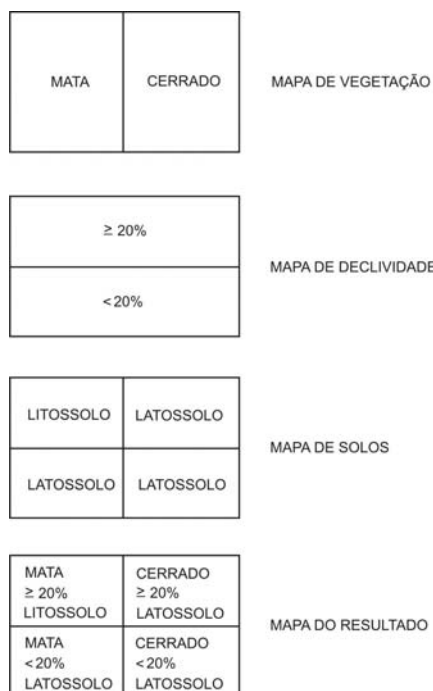 MATA CERRADO MAPA DE VEGETAÇÃO
≥ 20%
MAPA DE DECLIVIDADE
< 20%
LITOSSOLO LATOSSOLO
MAPA DE SOLOS
LATOSSOLO LATOSSOLO
MATA CERRADO
≥ 20% ≥ 20%
LITOSSOLO LATOSSOLO
MAPA DO RESULTADO
MATA CERRADO
<20% <20%
LATOSSOLO LATOSSOLO